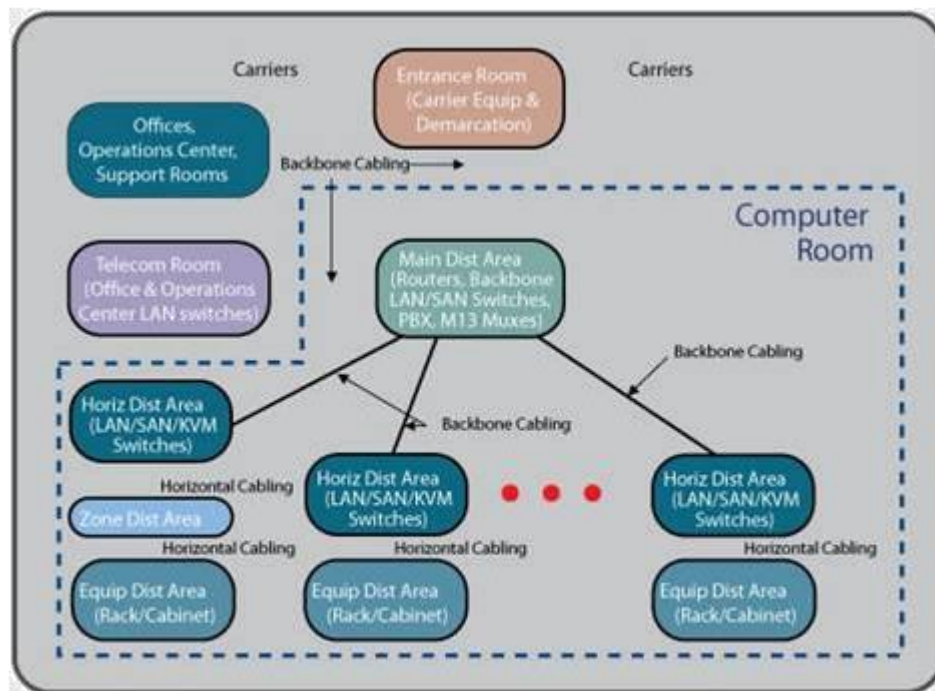 Carriers
Entrance Room
(Carrier Equip &
Demarcation)
Carriers
Offices,
Operations Center,
Support Rooms
Backbone Cabling
Computer
Room
Telecom Room
(Office & Operations
Center LAN switches)
Main Dist Area
(Routers, Backbone
LAN/SAN Switches,
PBX, M13 Muxes)
Backbone Cabling
Horiz Dist Area
(LAN/SAN/KVM
Switches)
Backbone Cabling
Horizontal Cabling
Horiz Dist Area
(LAN/SAN/KVM
Switches)
Horiz Dist Area
(LAN/SAN/KVM
Switches)
Zone Dist Area
Horizontal Cabling
Horizontal Cabling
Horizontal Cabling
Equip Dist Area
(Rack/Cabinet)
Equip Dist Area
(Rack/Cabinet)
Equip Dist Area
(Rack/Cabinet)